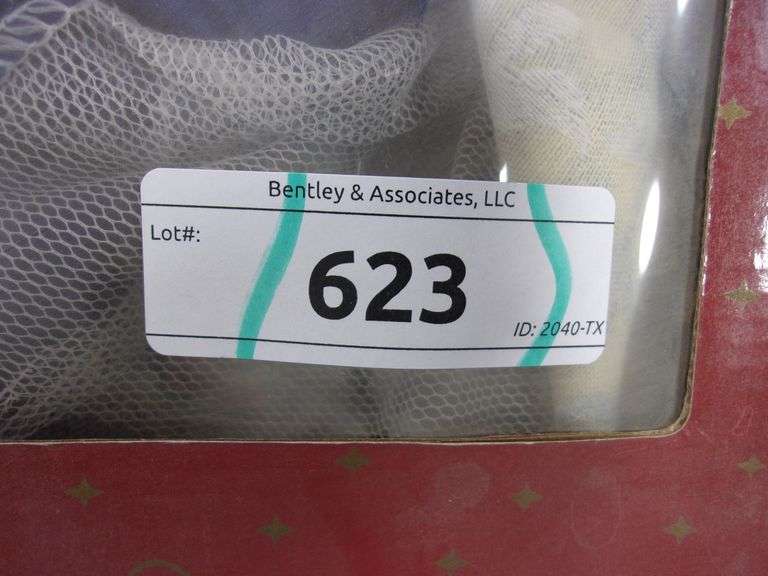 Bentley & Associates, LLC
Lot#:
623
ID: 2040-TX